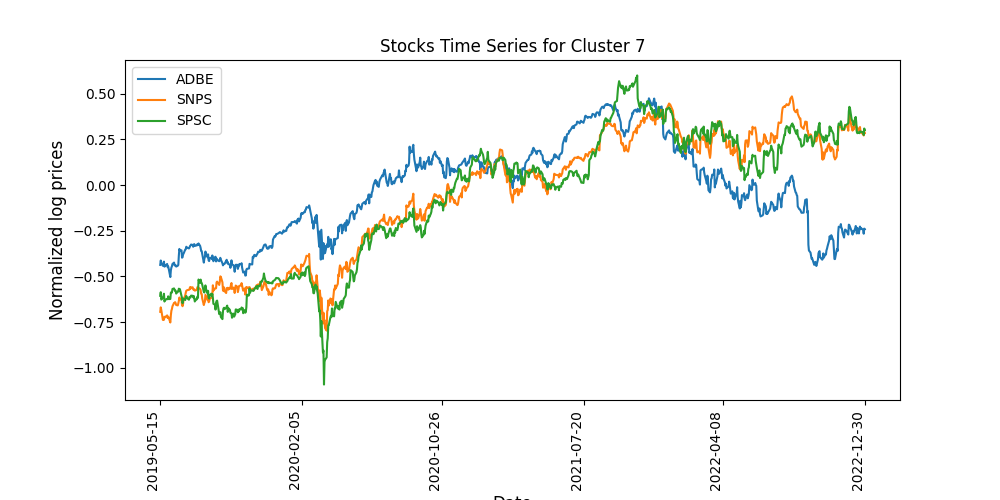 Stocks Time Series for Cluster 7
ADBE
SNPS
SPSC
Normalized log prices
0.50
0.25
0.00
−0.25
−0.50
−0.75
−1.00
2019-05-15
2020-02-05
2020-10-26
2021-07-20
2022-04-08
2022-12-30
Date